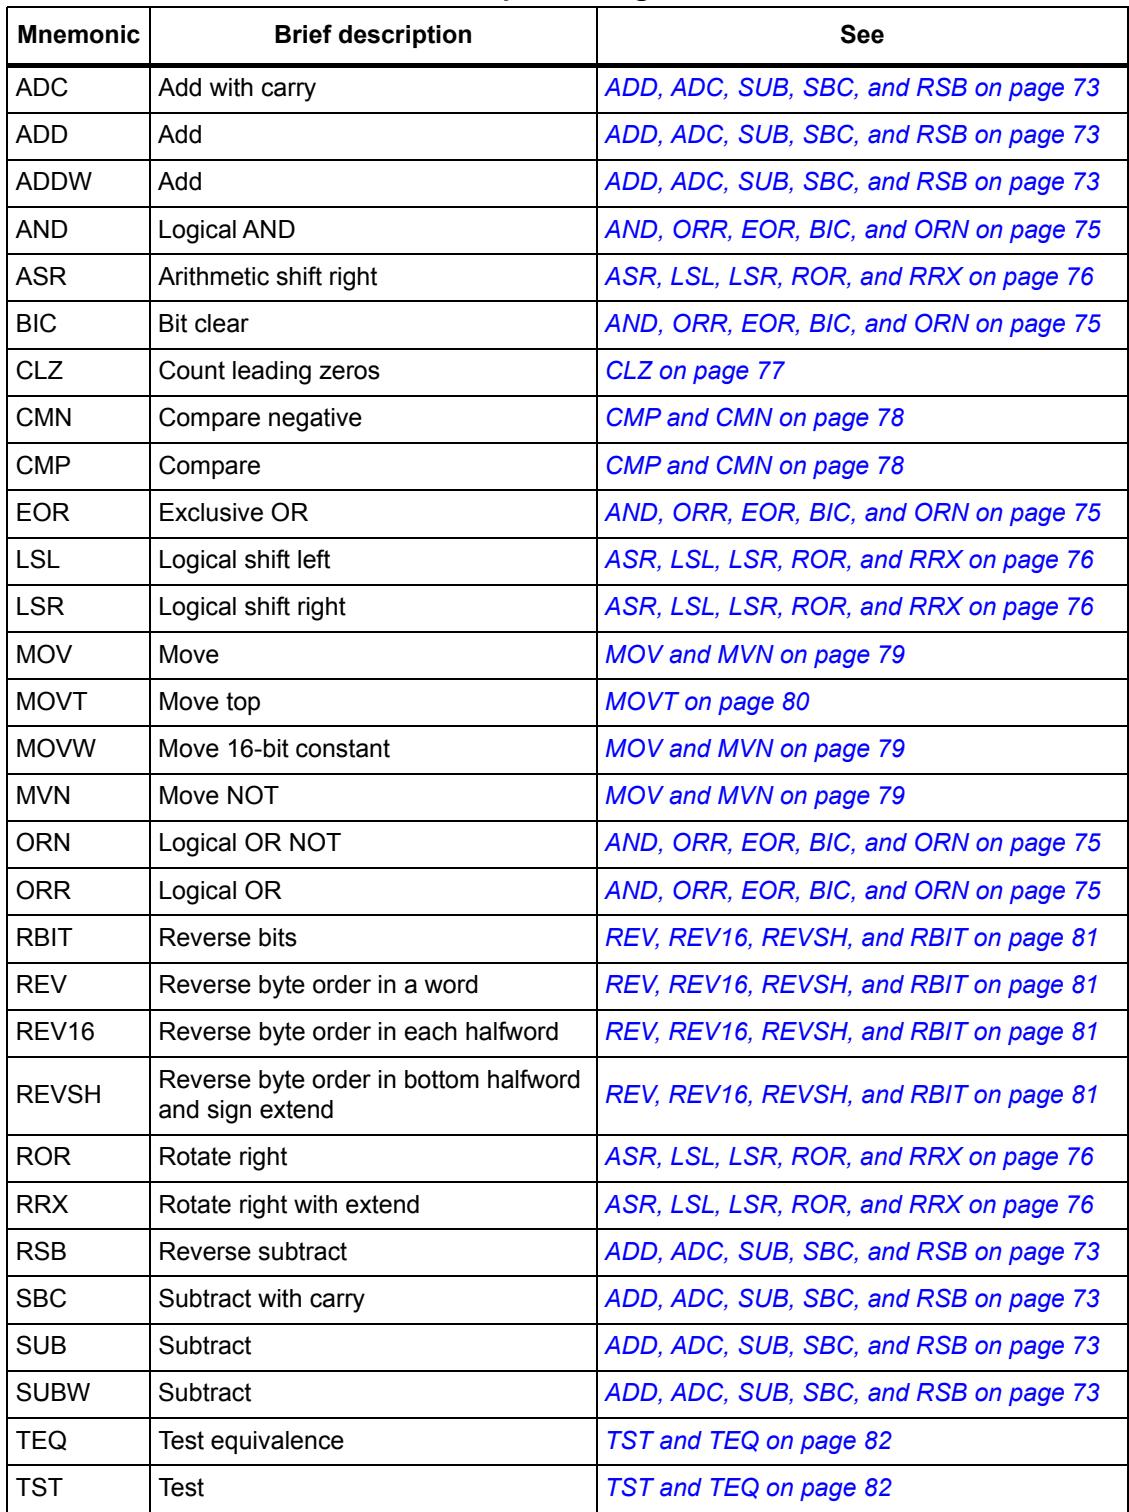 Mnemonic Brief description See
ADC Add with carry ADD, ADC, SUB, SBC, and RSB on page 73
ADD Add ADD, ADC, SUB, SBC, and RSB on page 73
ADDW Add ADD, ADC, SUB, SBC, and RSB on page 73
AND Logical AND AND, ORR, EOR, BIC, and ORN on page 75
ASR Arithmetic shift right ASR, LSL, LSR, ROR, and RRX on page 76
BIC Bit clear AND, ORR, EOR, BIC, and ORN on page 75
CLZ Count leading zeros CLZ on page 77
CMN Compare negative CMP and CMN on page 78
CMP Compare CMP and CMN on page 78
EOR Exclusive OR AND, ORR, EOR, BIC, and ORN on page 75
LSL Logical shift left ASR, LSL, LSR, ROR, and RRX on page 76
LSR Logical shift right ASR, LSL, LSR, ROR, and RRX on page 76
MOV Move MOV and MVN on page 79
MOVT Move top MOVT on page 80
MOVW Move 16-bit constant MOV and MVN on page 79
MVN Move NOT MOV and MVN on page 79
ORN Logical OR NOT AND, ORR, EOR, BIC, and ORN on page 75
ORR Logical OR AND, ORR, EOR, BIC, and ORN on page 75
RBIT Reverse bits REV, REV16, REVSH, and RBIT on page 81
REV Reverse byte order in a word REV, REV16, REVSH, and RBIT on page 81
REV16 Reverse byte order in each halfword REV, REV16, REVSH, and RBIT on page 81
REVSH Reverse byte order in bottom halfword
and sign extend REV, REV16, REVSH, and RBIT on page 81
ROR Rotate right ASR, LSL, LSR, ROR, and RRX on page 76
RRX Rotate right with extend ASR, LSL, LSR, ROR, and RRX on page 76
RSB Reverse subtract ADD, ADC, SUB, SBC, and RSB on page 73
SBC Subtract with carry ADD, ADC, SUB, SBC, and RSB on page 73
SUB Subtract ADD, ADC, SUB, SBC, and RSB on page 73
SUBW Subtract ADD, ADC, SUB, SBC, and RSB on page 73
TEQ Test equivalence TST and TEQ on page 82
TST Test TST and TEQ on page 82